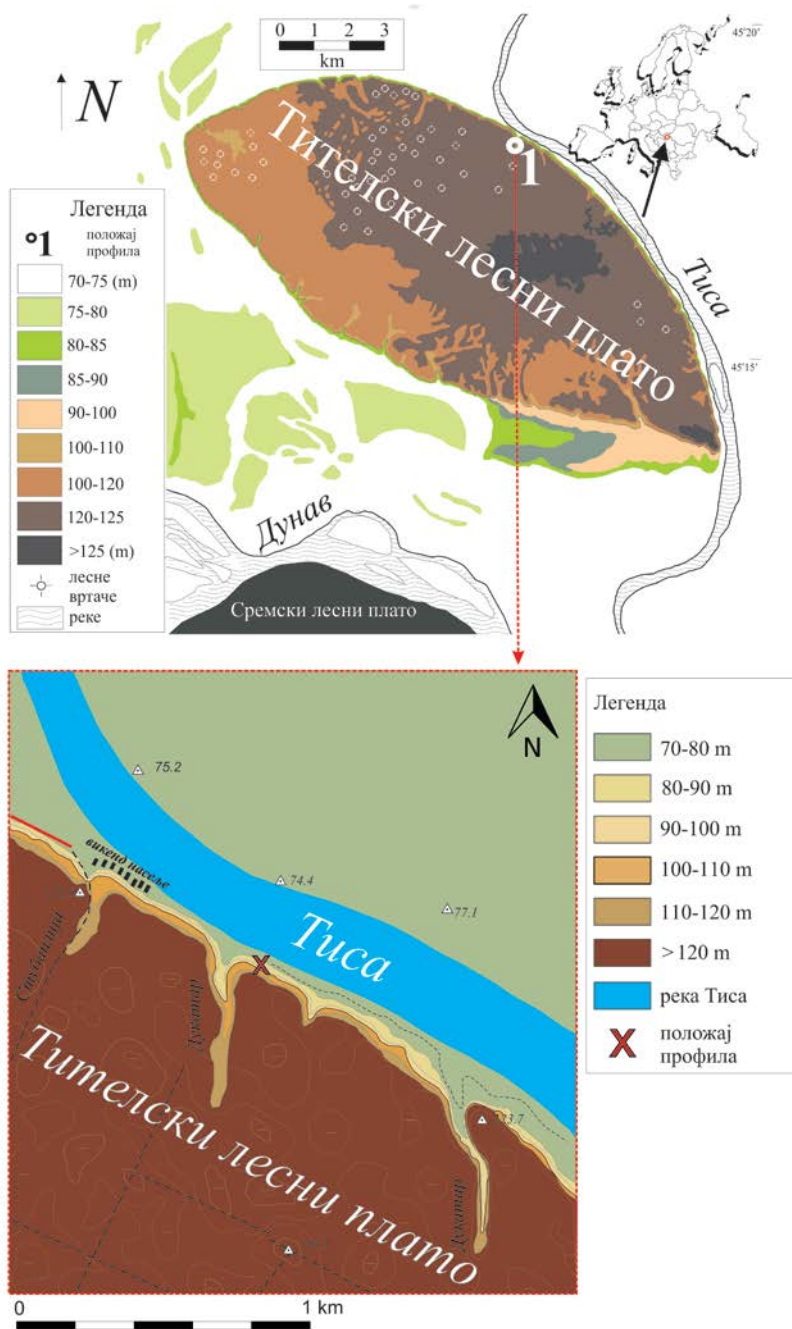 0 1 2 3
km
45°20'
N
Тителски лесни плато
1
Тиса
45°15'
Дунав
Сремски лесни плато
Легенда
1 положај
профила
70-75 (m)
75-80
80-85
85-90
90-100
100-110
100-120
120-125
>125 (m)
лесне
вртаче
реке
N
75.2
74.4
77.1
викенд насеље
Тиса
Дукатар
Тителски лесни плато
Дукатар
0 1 km
Легенда
70-80 m
80-90 m
90-100 m
100-110 m
110-120 m
>120 m
река Тиса
X положај
профила